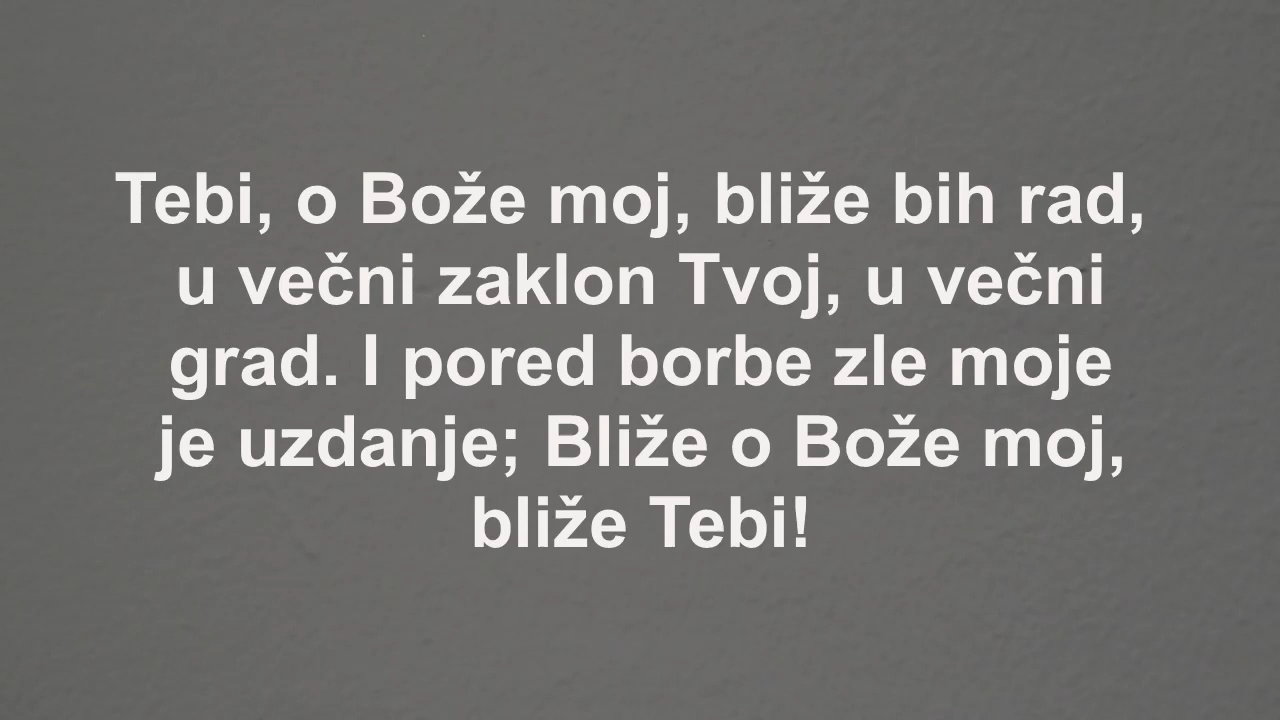 Tebi, o Bože moj, bliže bih rad,
u večni zaklon Tvoj, u večni
grad. I pored borbe zle moje
je uzdanje; Bliže o Bože moj,
bliže Tebi!